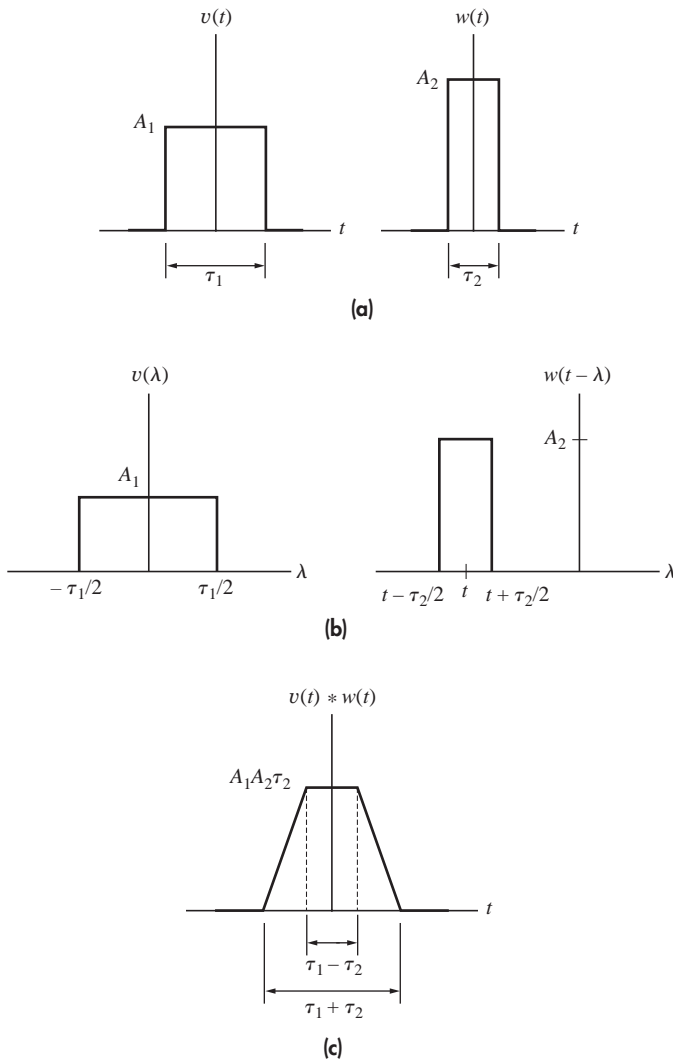 v(t)
w(t)
A₁
A₂
t
t
τ₁
τ₂
(a)
v(λ)
w(t – λ)
A₁
A₂
λ
λ
– τ₁/2
τ₁/2
t – τ₂/2
t
t + τ₂/2
(b)
v(t) * w(t)
A₁A₂τ₂
t
τ₁ – τ₂
τ₁ + τ₂
(c)